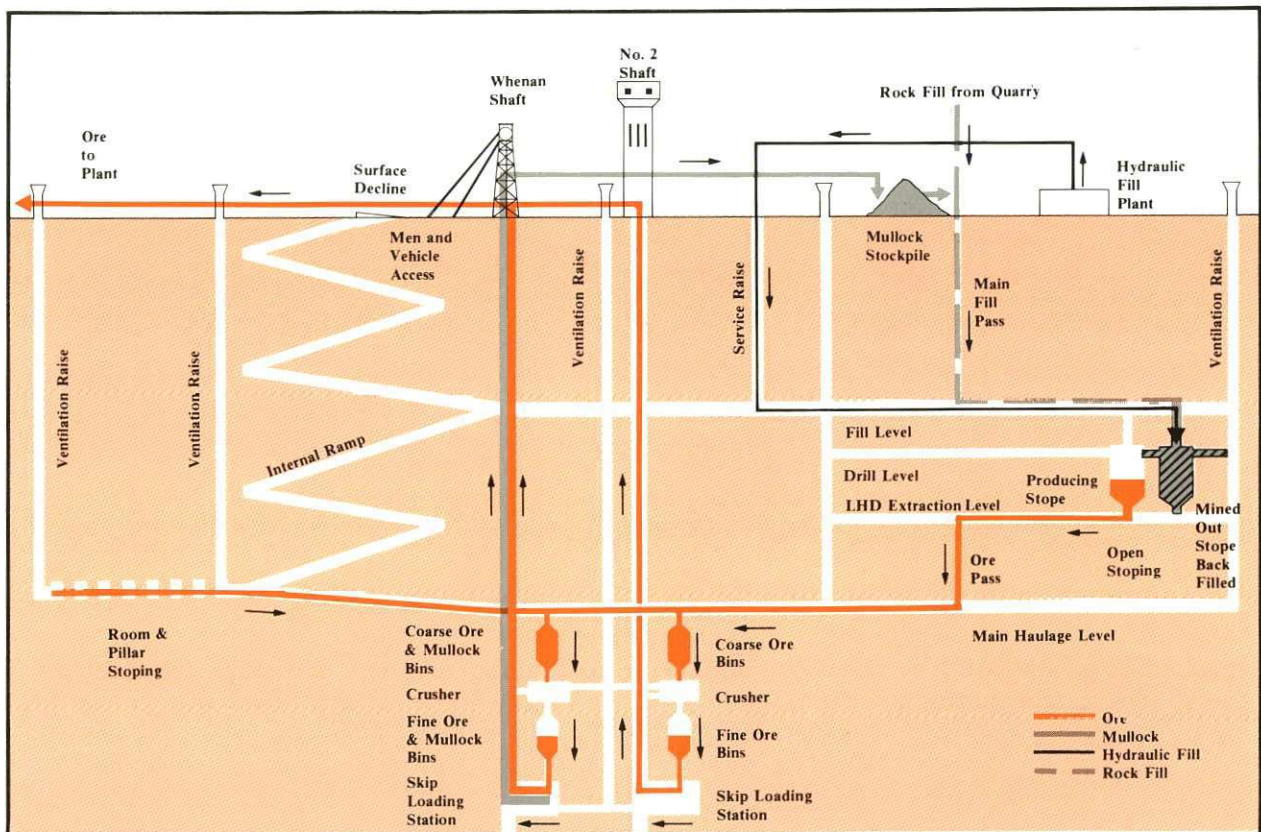 No. 2
Shaft
Whenan
Shaft
Rock Fill from Quarry
Ore
to
Plant
Surface
Decline
Hydraulic
Fill
Plant
Men and
Vehicle
Access
Mullock
Stockpile
Main
Fill
Pass
Ventilation Raise
Ventilation Raise
Internal Ramp
Ventilation Raise
Service Raise
Ventilation Raise
Fill Level
Drill Level
LHD Extraction Level
Producing
Stope
Mined
Out
Stope
Back
Filled
Open
Stoping
Ore
Pass
Main Haulage Level
Room &
Pillar
Stoping
Coarse Ore
& Mullock
Bins
Coarse Ore
Bins
Crusher
Crusher
Fine Ore
& Mullock
Bins
Fine Ore
Bins
Skip
Loading
Station
Skip Loading
Station
Ore
Mullock
Hydraulic Fill
Rock Fill